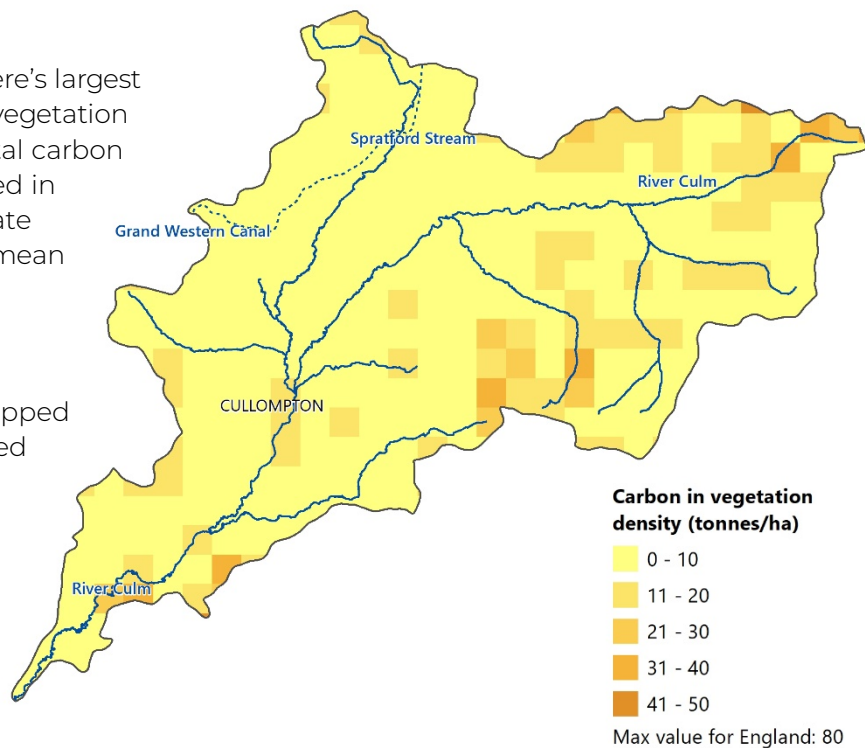 ere's largest
vegetation
tal carbon
ed in
ate
mean
pped
ed
Spratford Stream
River Culm
Grand Western Canal
CULLOMPTON
River Culm
Carbon in vegetation
density (tonnes/ha)
0 - 10
11 - 20
21 - 30
31 - 40
41 - 50
Max value for England: 80